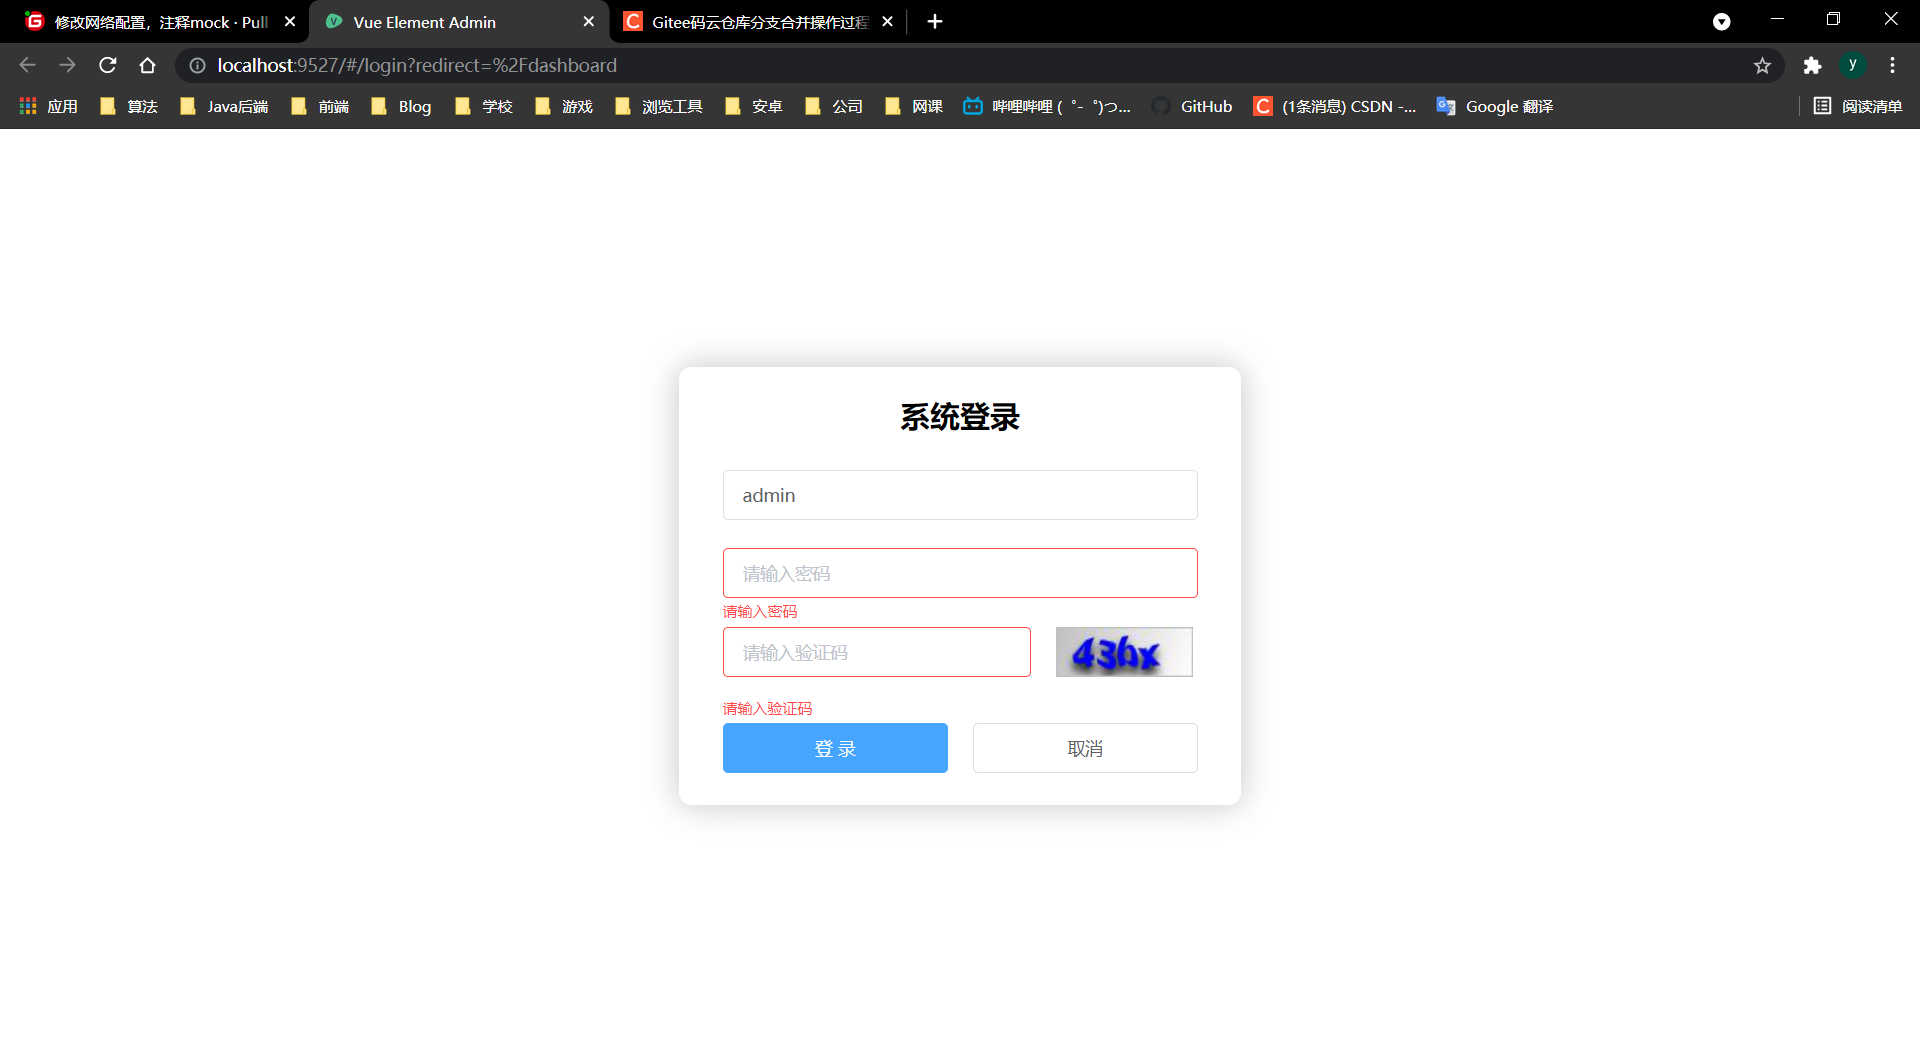 修改网络配置，注释mock · Pull
Vue Element Admin
Gitee码云仓库分支合并操作过程
localhost:9527/#/login?redirect=%2Fdashboard
y
应用
算法
Java后端
前端
Blog
学校
游戏
浏览工具
安卓
公司
网课
哔哩哔哩 (゜-゜)つ...
GitHub
(1条消息) CSDN -...
Google 翻译
阅读清单
系统登录
admin
请输入密码
请输入密码
请输入验证码
43bx
请输入验证码
登 录
取消